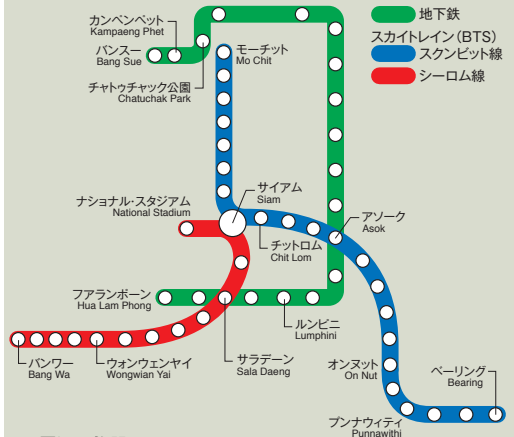 カンペンペット
Kampaeng Phet
バンスー
Bang Sue
チャトゥチャック公園
Chatuchak Park
モーチット
Mo Chit
地下鉄
スカイトレイン(BTS)
スクンビット線
シーロム線
ナショナル・スタジアム
National Stadium
サイアム
Siam
チットロム
Chit Lom
アソーク
Asok
フアランポーン
Hua Lam Phong
ルンピニ
Lumphini
バンワー
Bang Wa
ウォンウェンヤイ
Wongwian Yai
サラデーン
Sala Daeng
オンヌット
On Nut
ベーリング
Bearing
プンナウィティ
Punnawithi